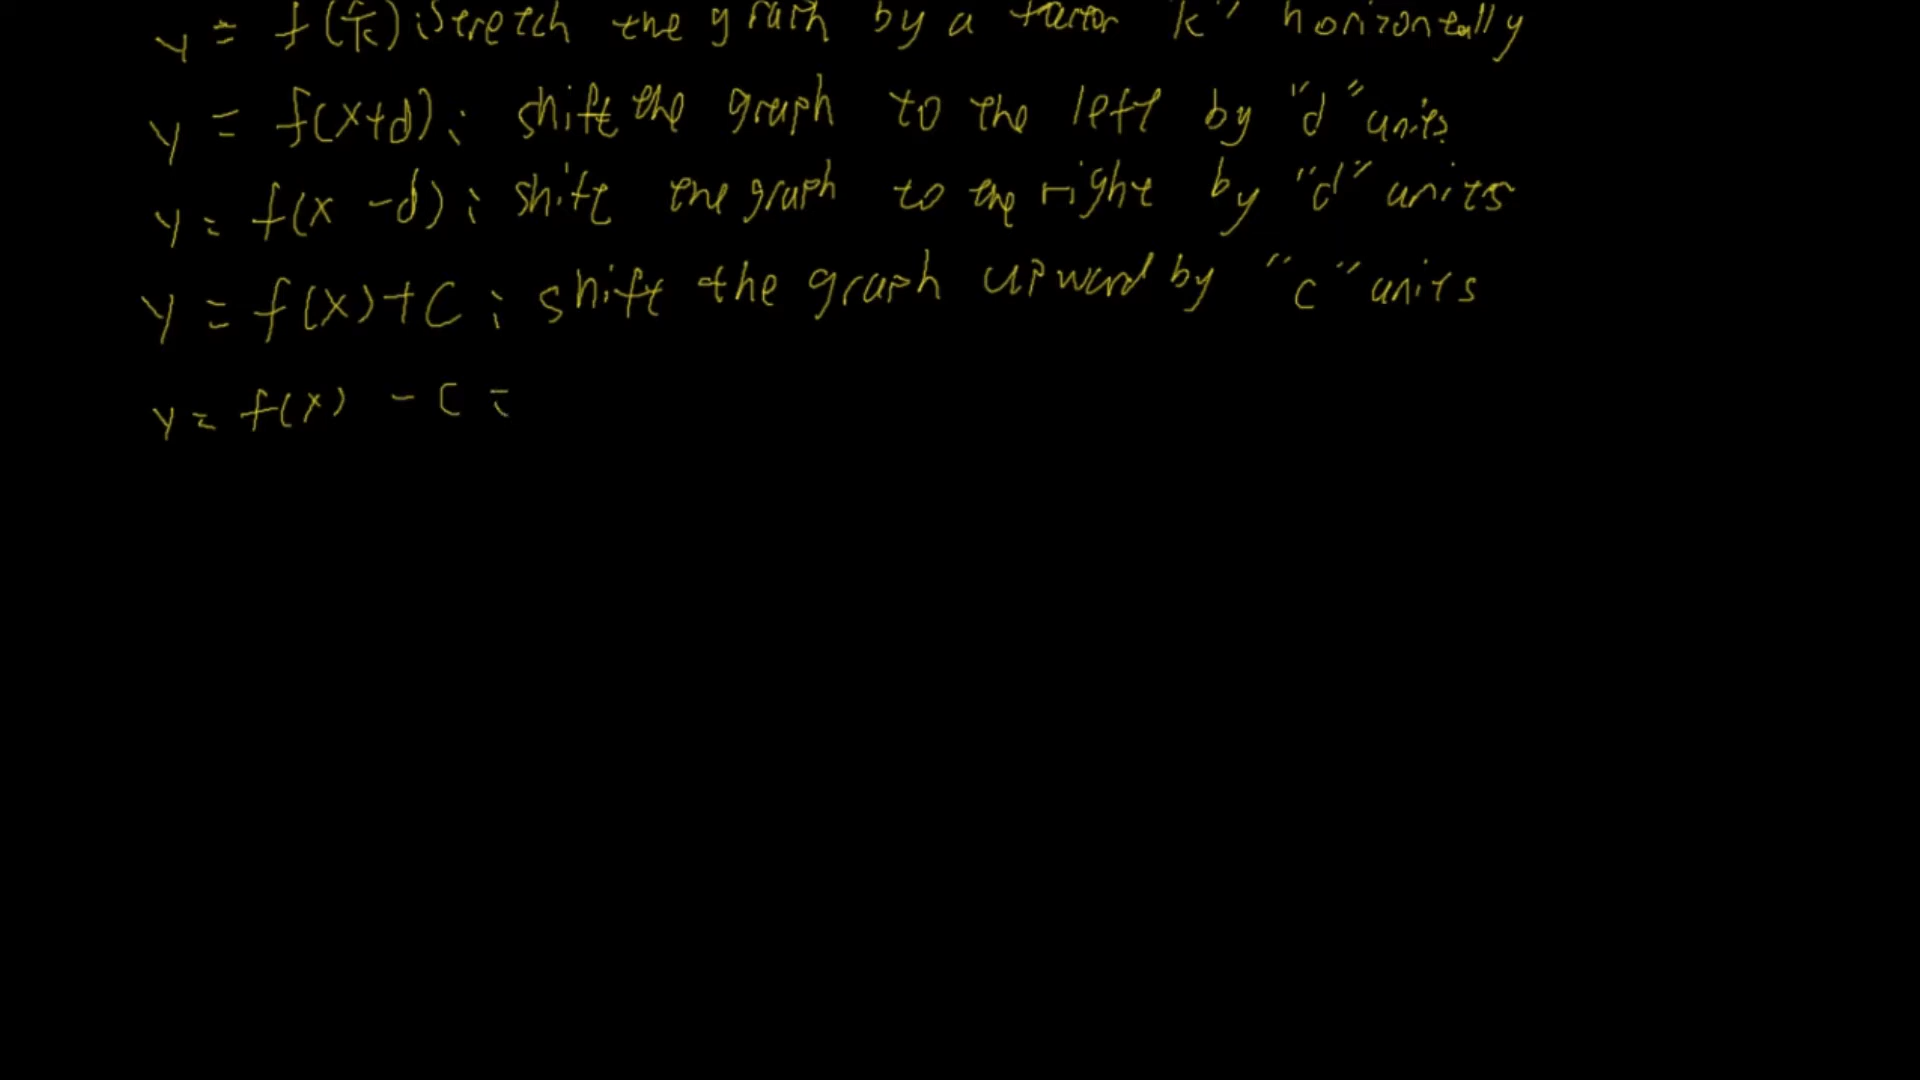 y = f(x/k) : Stretch the graph by a factor "k" horizontally
y = f(x+d) : shift the graph to the left by "d" units
y = f(x - d) : shift the graph to the right by "d" units
y = f(x) + C : shift the graph upward by "c" units
y = f(x) - C :